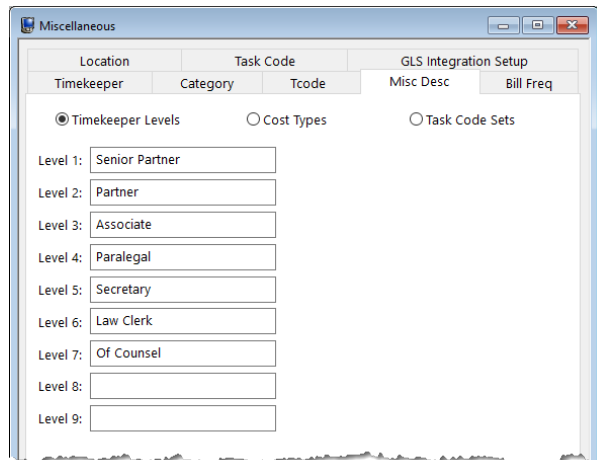 Miscellaneous
Location Task Code GLS Integration Setup
Timekeeper Category Tcode Misc Desc Bill Freq
Timekeeper Levels Cost Types Task Code Sets
Level 1: Senior Partner
Level 2: Partner
Level 3: Associate
Level 4: Paralegal
Level 5: Secretary
Level 6: Law Clerk
Level 7: Of Counsel
Level 8:
Level 9: